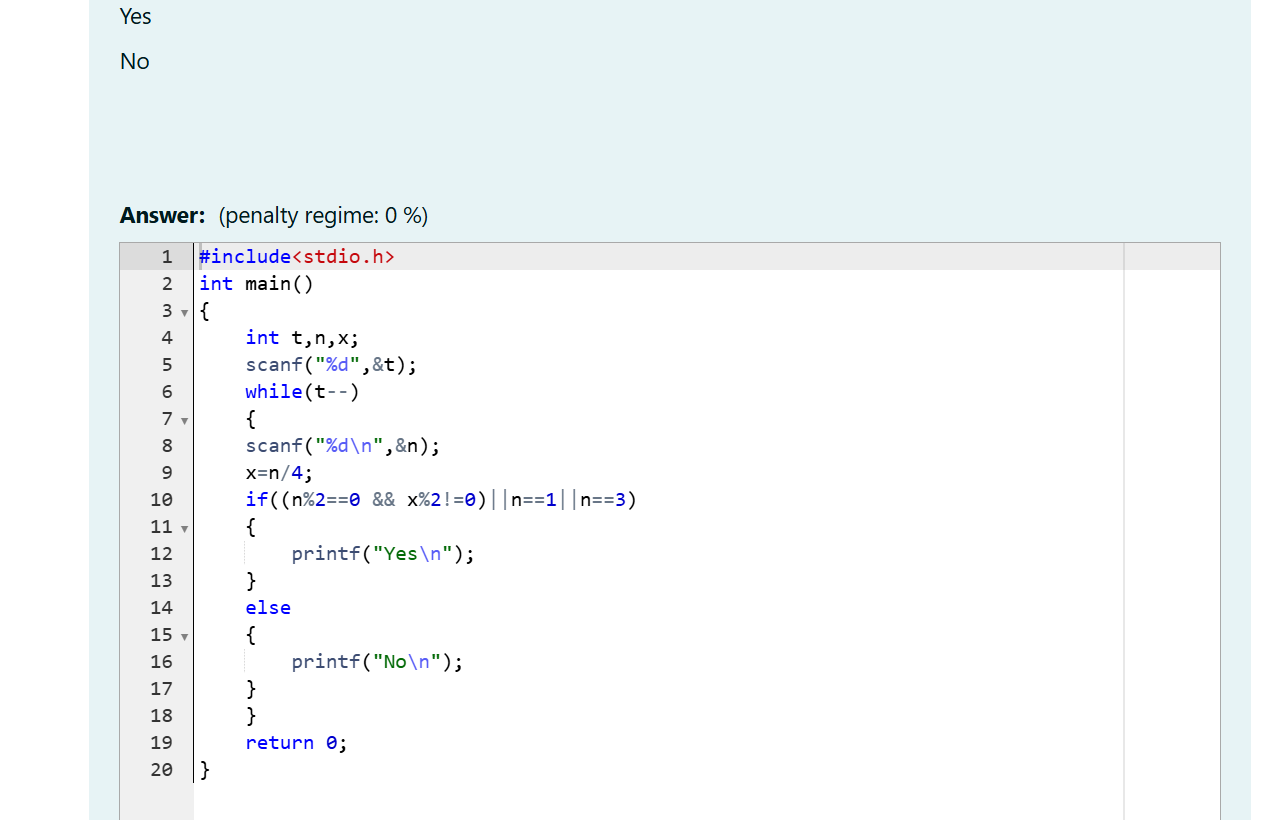 Yes
No
Answer: (penalty regime: 0 %)
1 #include<stdio.h>
2 int main()
3 {
4     int t,n,x;
5     scanf("%d",&t);
6     while(t--)
7     {
8     scanf("%d\n",&n);
9     x=n/4;
10     if((n%2==0 && x%2!=0)||n==1||n==3)
11     {
12         printf("Yes\n");
13     }
14     else
15     {
16         printf("No\n");
17     }
18     }
19     return 0;
20 }